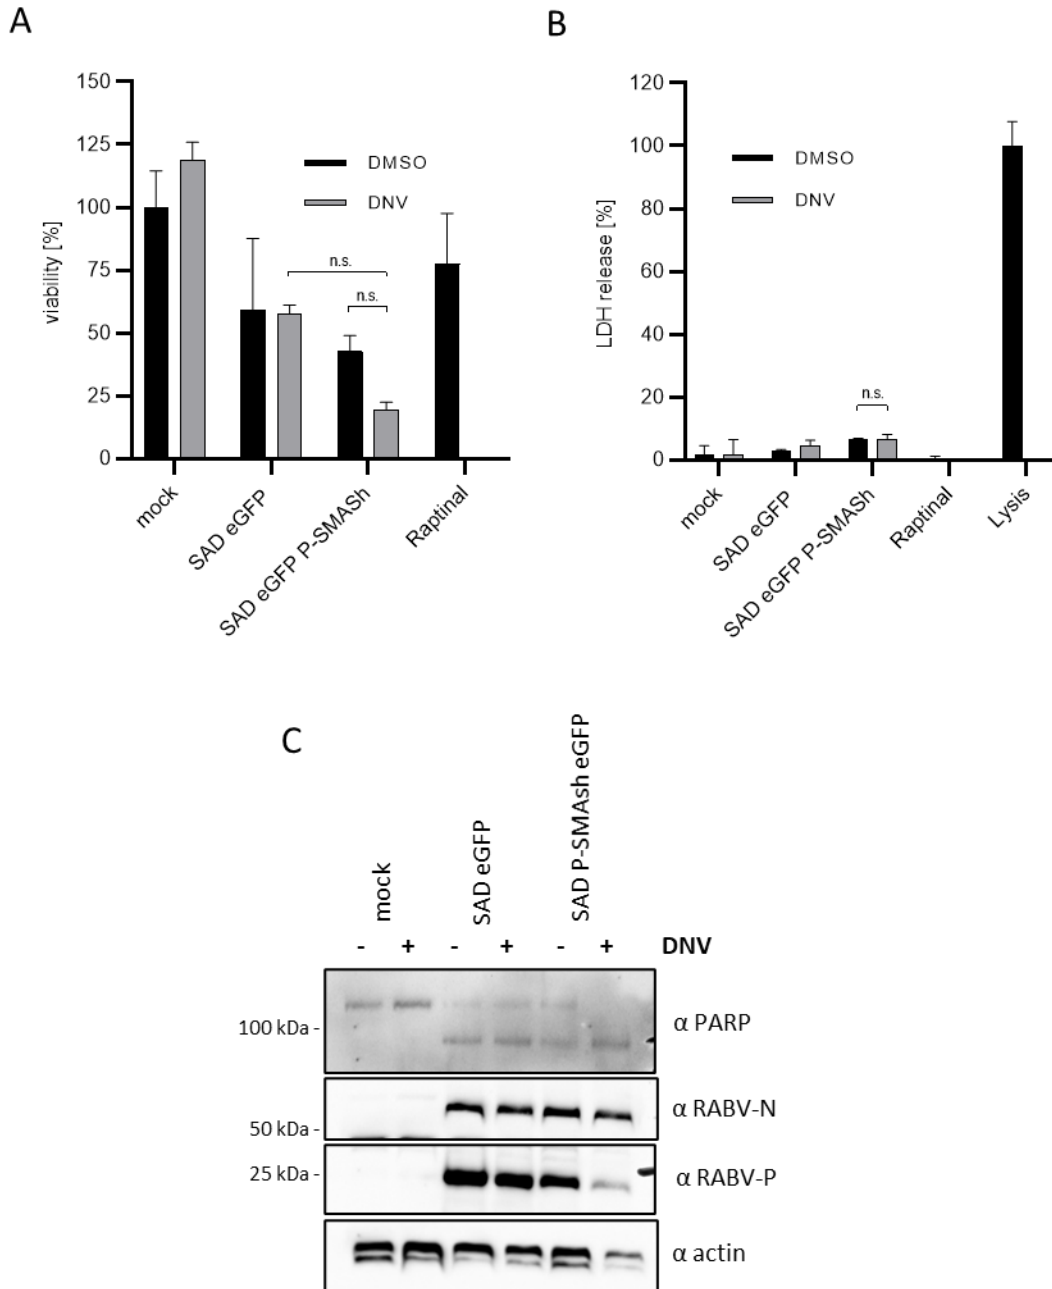 A
150
125
100
75
50
25
0
viability [%]
DMSO
DNV
n.s.
n.s.
mock
SAD eGFP
SAD eGFP P-SMASh
Raptinal
B
120
100
80
60
40
20
0
LDH release [%]
DMSO
DNV
n.s.
mock
SAD eGFP
SAD eGFP P-SMASh
Raptinal
Lysis
C
mock
SAD eGFP
SAD P-SMAsh eGFP
- + - + - + DNV
100 kDa -
α PARP
α RABV-N
50 kDa -
25 kDa -
α RABV-P
α actin